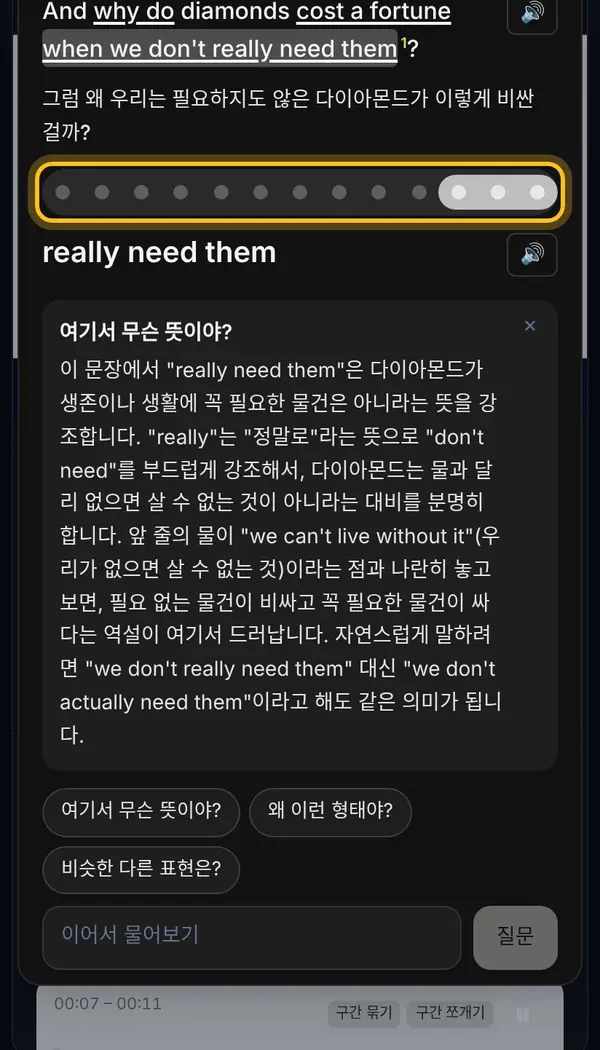 And why do diamonds cost a fortune
when we don't really need them¹?
그럼 왜 우리는 필요하지도 않은 다이아몬드가 이렇게 비싼
걸까?
really need them
여기서 무슨 뜻이야?
×
이 문장에서 "really need them"은 다이아몬드가
생존이나 생활에 꼭 필요한 물건은 아니라는 뜻을 강
조합니다. "really"는 "정말로"라는 뜻으로 "don't
need"를 부드럽게 강조해서, 다이아몬드는 물과 달
리 없으면 살 수 없는 것이 아니라는 대비를 분명히
합니다. 앞 줄의 물이 "we can't live without it"(우
리가 없으면 살 수 없는 것)이라는 점과 나란히 놓고
보면, 필요 없는 물건이 비싸고 꼭 필요한 물건이 싸
다는 역설이 여기서 드러납니다. 자연스럽게 말하려
면 "we don't really need them" 대신 "we don't
actually need them"이라고 해도 같은 의미가 됩니
다.
여기서 무슨 뜻이야?
왜 이런 형태야?
비슷한 다른 표현은?
이어서 물어보기
질문
00:07 – 00:11
구간 묶기
구간 쪼개기